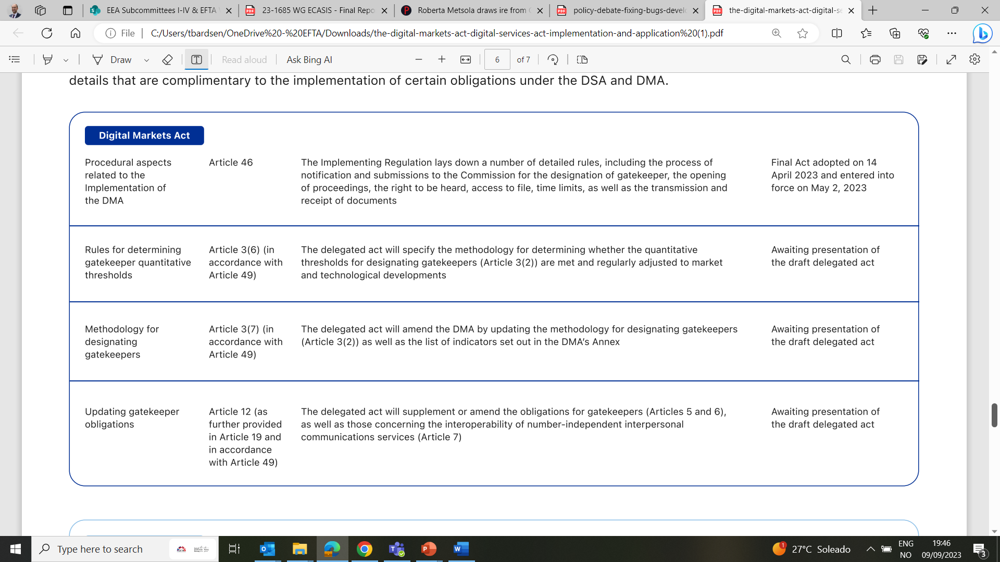 EEA Subcommittees I-IV & EFTA
23-1685 WG ECASIS - Final Repo
Roberta Metsola draws ire from
policy-debate-fixing-bugs-develo
the-digital-markets-act-digital-se
File
C:/Users/tbardsen/OneDrive%20-%20EFTA/Downloads/the-digital-markets-act-digital-services-act-implementation-and-application%20(1).pdf
Draw
Read aloud
Ask Bing AI
6 of 7
details that are complimentary to the implementation of certain obligations under the DSA and DMA.
Digital Markets Act
Procedural aspects
related to the
Implementation of
the DMA
Article 46
The Implementing Regulation lays down a number of detailed rules, including the process of
notification and submissions to the Commission for the designation of gatekeeper, the opening
of proceedings, the right to be heard, access to file, time limits, as well as the transmission and
receipt of documents
Final Act adopted on 14
April 2023 and entered into
force on May 2, 2023
Rules for determining
gatekeeper quantitative
thresholds
Article 3(6) (in
accordance with
Article 49)
The delegated act will specify the methodology for determining whether the quantitative
thresholds for designating gatekeepers (Article 3(2)) are met and regularly adjusted to market
and technological developments
Awaiting presentation of
the draft delegated act
Methodology for
designating
gatekeepers
Article 3(7) (in
accordance with
Article 49)
The delegated act will amend the DMA by updating the methodology for designating gatekeepers
(Article 3(2)) as well as the list of indicators set out in the DMA’s Annex
Awaiting presentation of
the draft delegated act
Updating gatekeeper
obligations
Article 12 (as
further provided
in Article 19 and
in accordance
with Article 49)
The delegated act will supplement or amend the obligations for gatekeepers (Articles 5 and 6),
as well as those concerning the interoperability of number-independent interpersonal
communications services (Article 7)
Awaiting presentation of
the draft delegated act
Type here to search
1
27°C Soleado
ENG
NO
19:46
09/09/2023
3